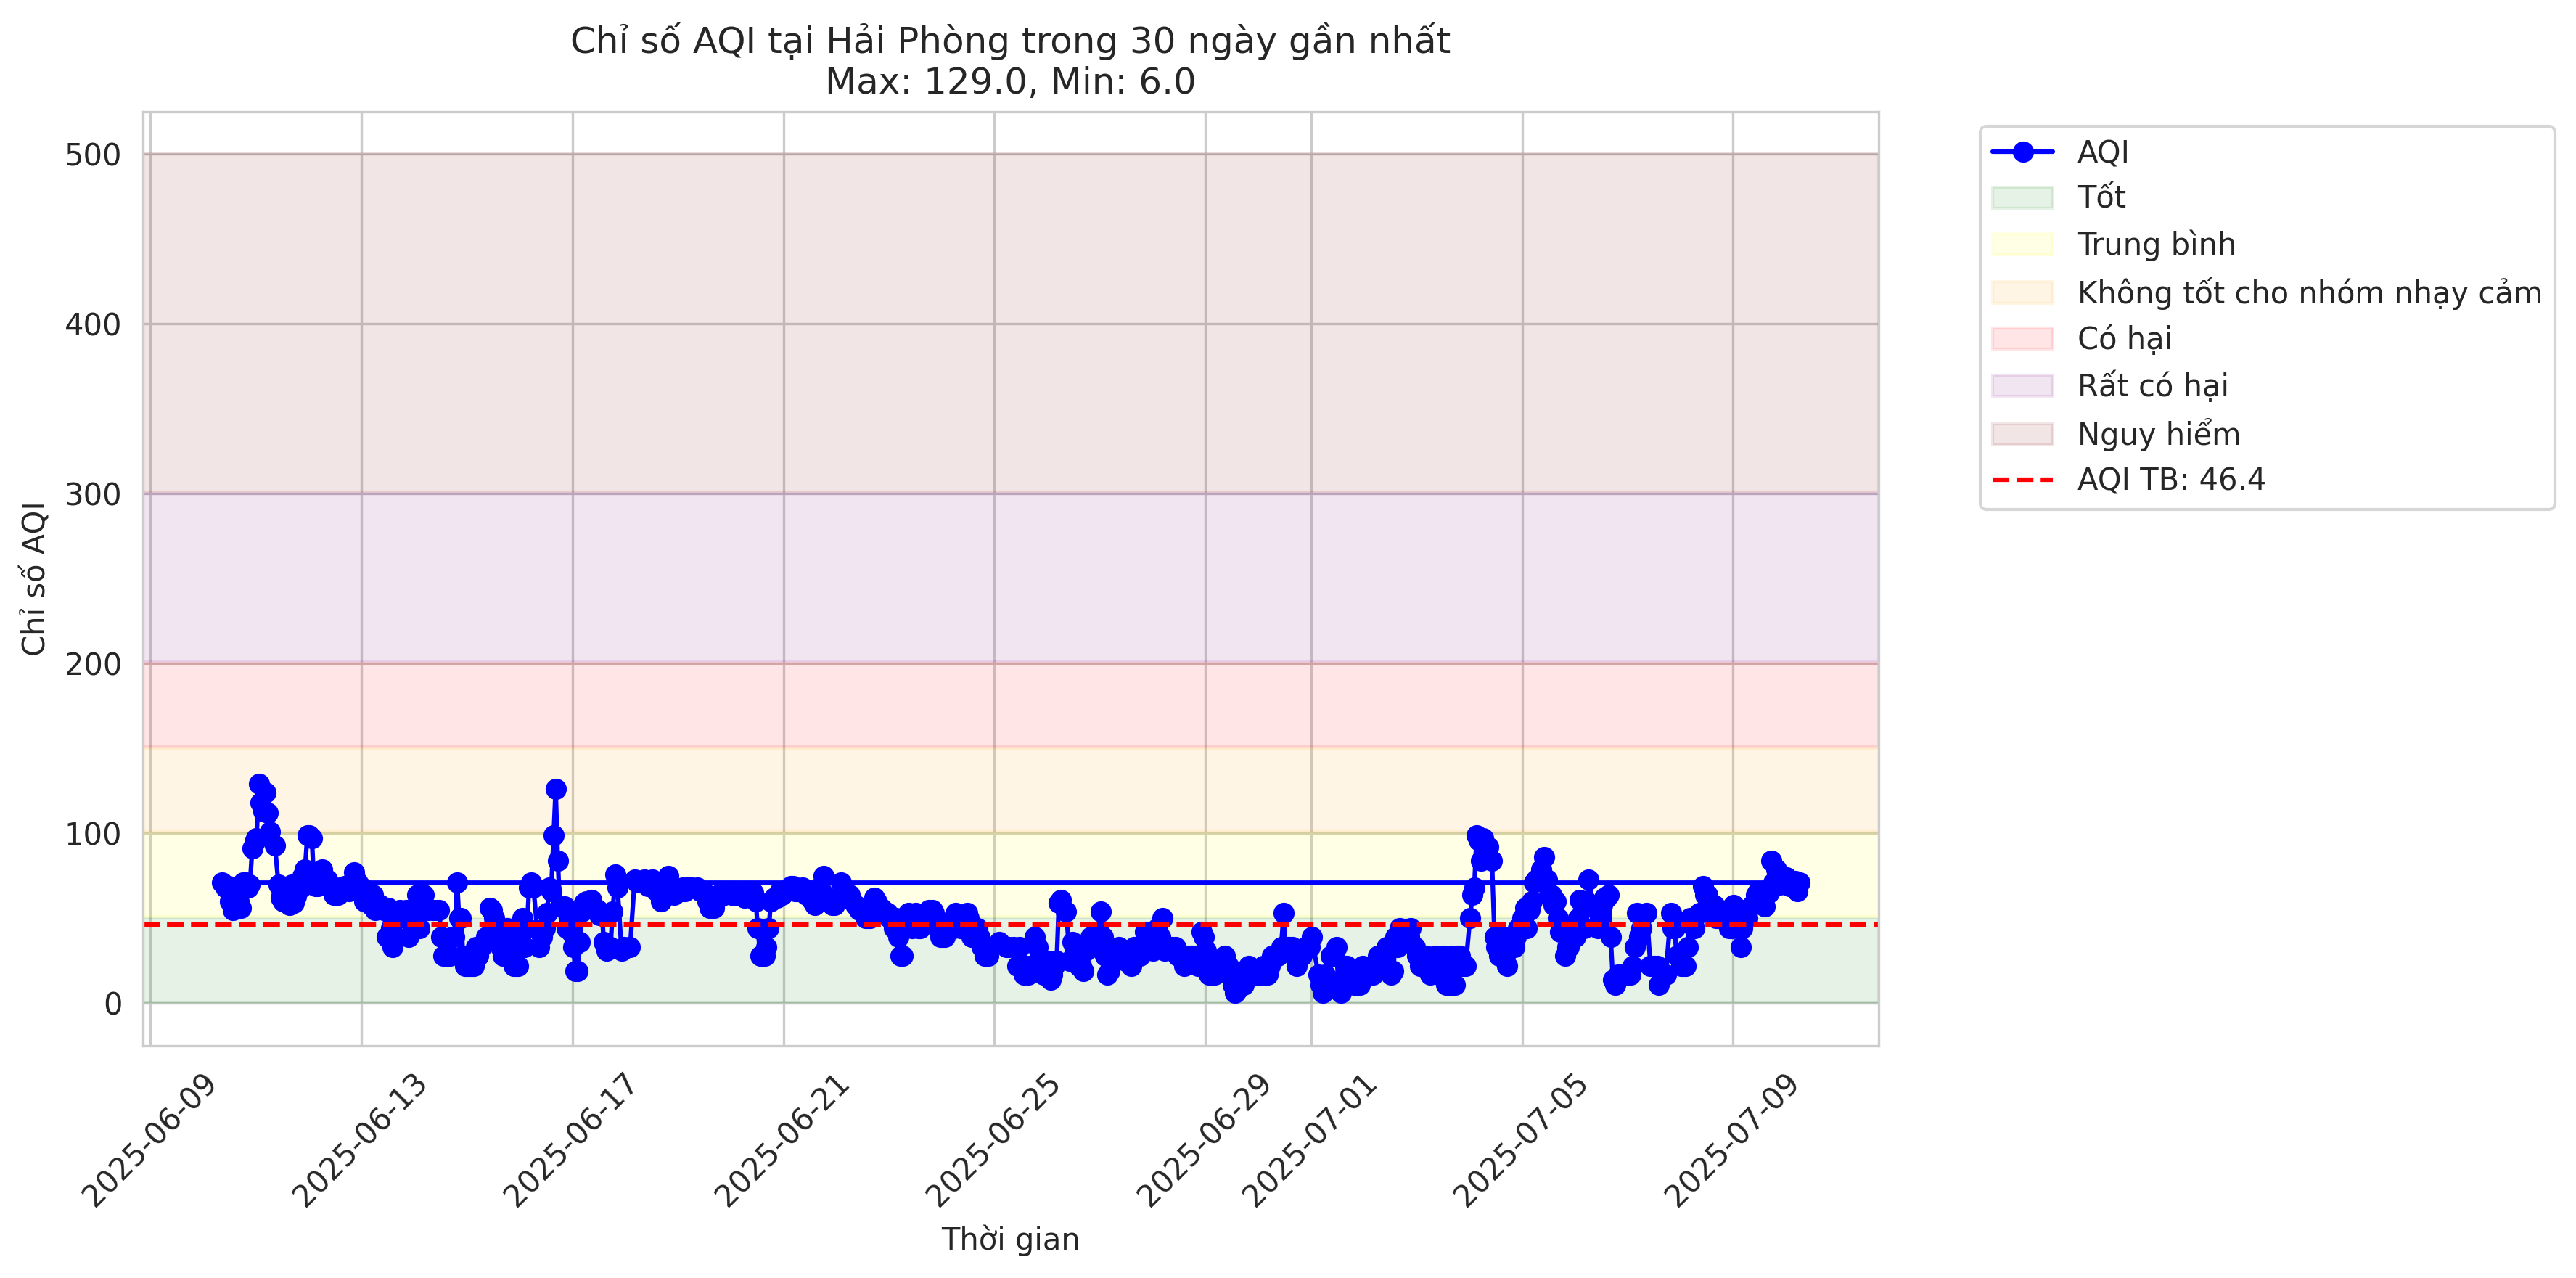 Chỉ số AQI tại Hải Phòng trong 30 ngày gần nhất
Max: 129.0, Min: 6.0
500
400
300
200
100
0
Chỉ số AQI
2025-06-09
2025-06-13
2025-06-17
2025-06-21
2025-06-25
2025-06-29
2025-07-01
2025-07-05
2025-07-09
Thời gian
AQI
Tốt
Trung bình
Không tốt cho nhóm nhạy cảm
Có hại
Rất có hại
Nguy hiểm
AQI TB: 46.4